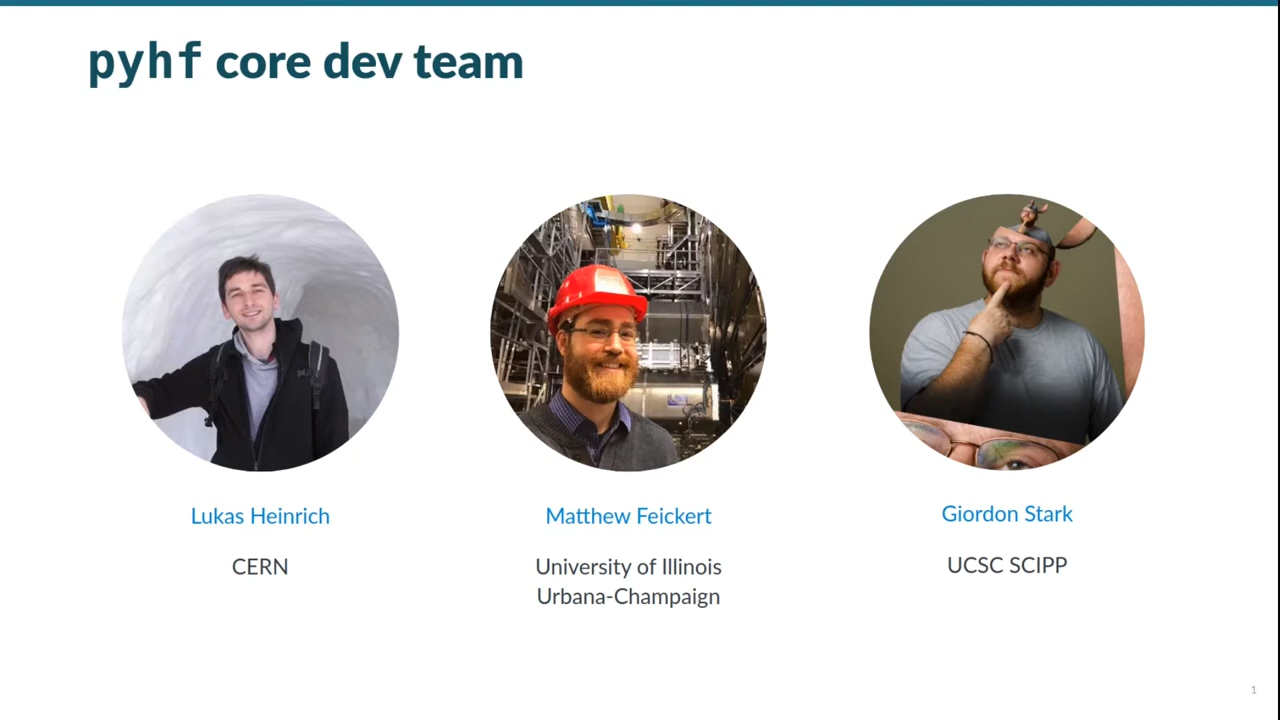 pyhf core dev team
Lukas Heinrich
Matthew Feickert
Giordon Stark
CERN
University of Illinois
Urbana-Champaign
UCSC SCIPP
1